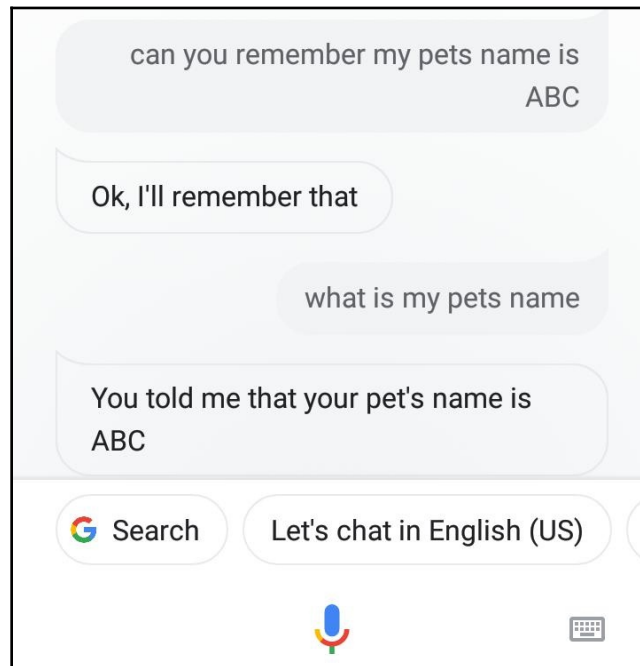 can you remember my pets name is
ABC
Ok, I'll remember that
what is my pets name
You told me that your pet's name is
ABC
Search
Let's chat in English (US)